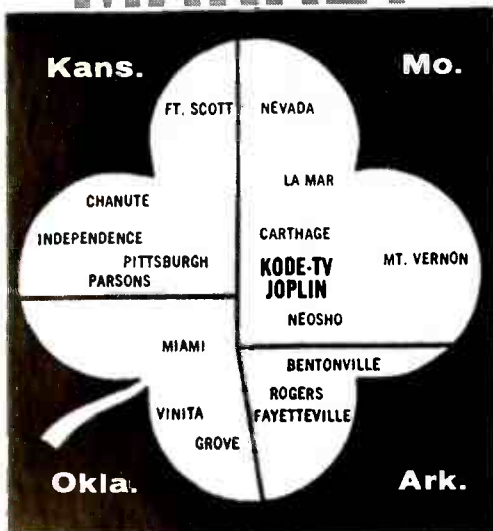 MARKET
Kans.
Mo.
FT. SCOTT
NEVADA
LA MAR
CHANUTE
INDEPENDENCE
CARTHAGE
PITTSBURGH
KODE-TV
MT. VERNON
PARSONS
JOPLIN
NEOSHO
MIAMI
BENTONVILLE
ROGERS
VINITA
FAYETTEVILLE
GROVE
Okla.
Ark.